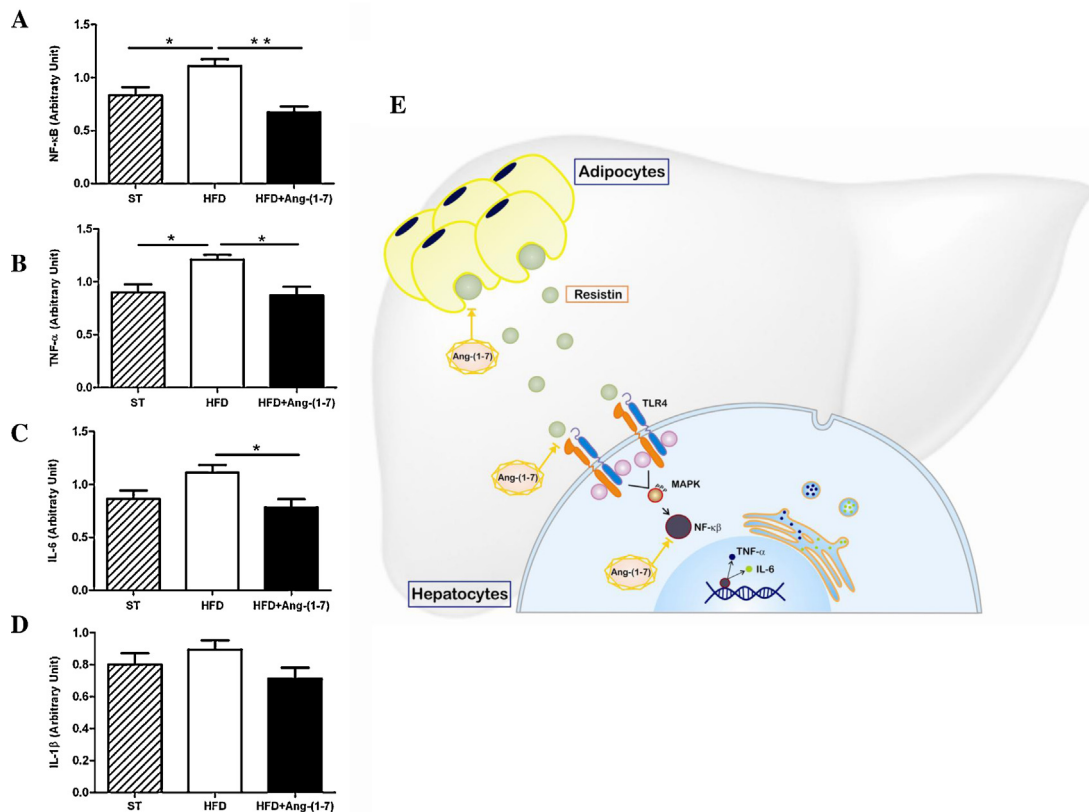 A
NF-κB (Arbitraty Unit)
1.5
1.0
0.5
0.0
* **
ST HFD HFD+Ang-(1-7)
B
TNF-α (Arbitrary Unit)
1.5
1.0
0.5
0.0
* *
ST HFD HFD+Ang-(1-7)
C
IL-6 (Arbitraty Unit)
1.5
1.0
0.5
0.0
*
ST HFD HFD+Ang-(1-7)
D
IL-1β (Arbitraty Unit)
1.0
0.8
0.6
0.4
0.2
0.0
ST HFD HFD+Ang-(1-7)
E
Adipocytes
Resistin
Ang-(1-7)
TLR4
Ang-(1-7)
MAPK
NF-κβ
TNF-α
IL-6
Ang-(1-7)
Hepatocytes